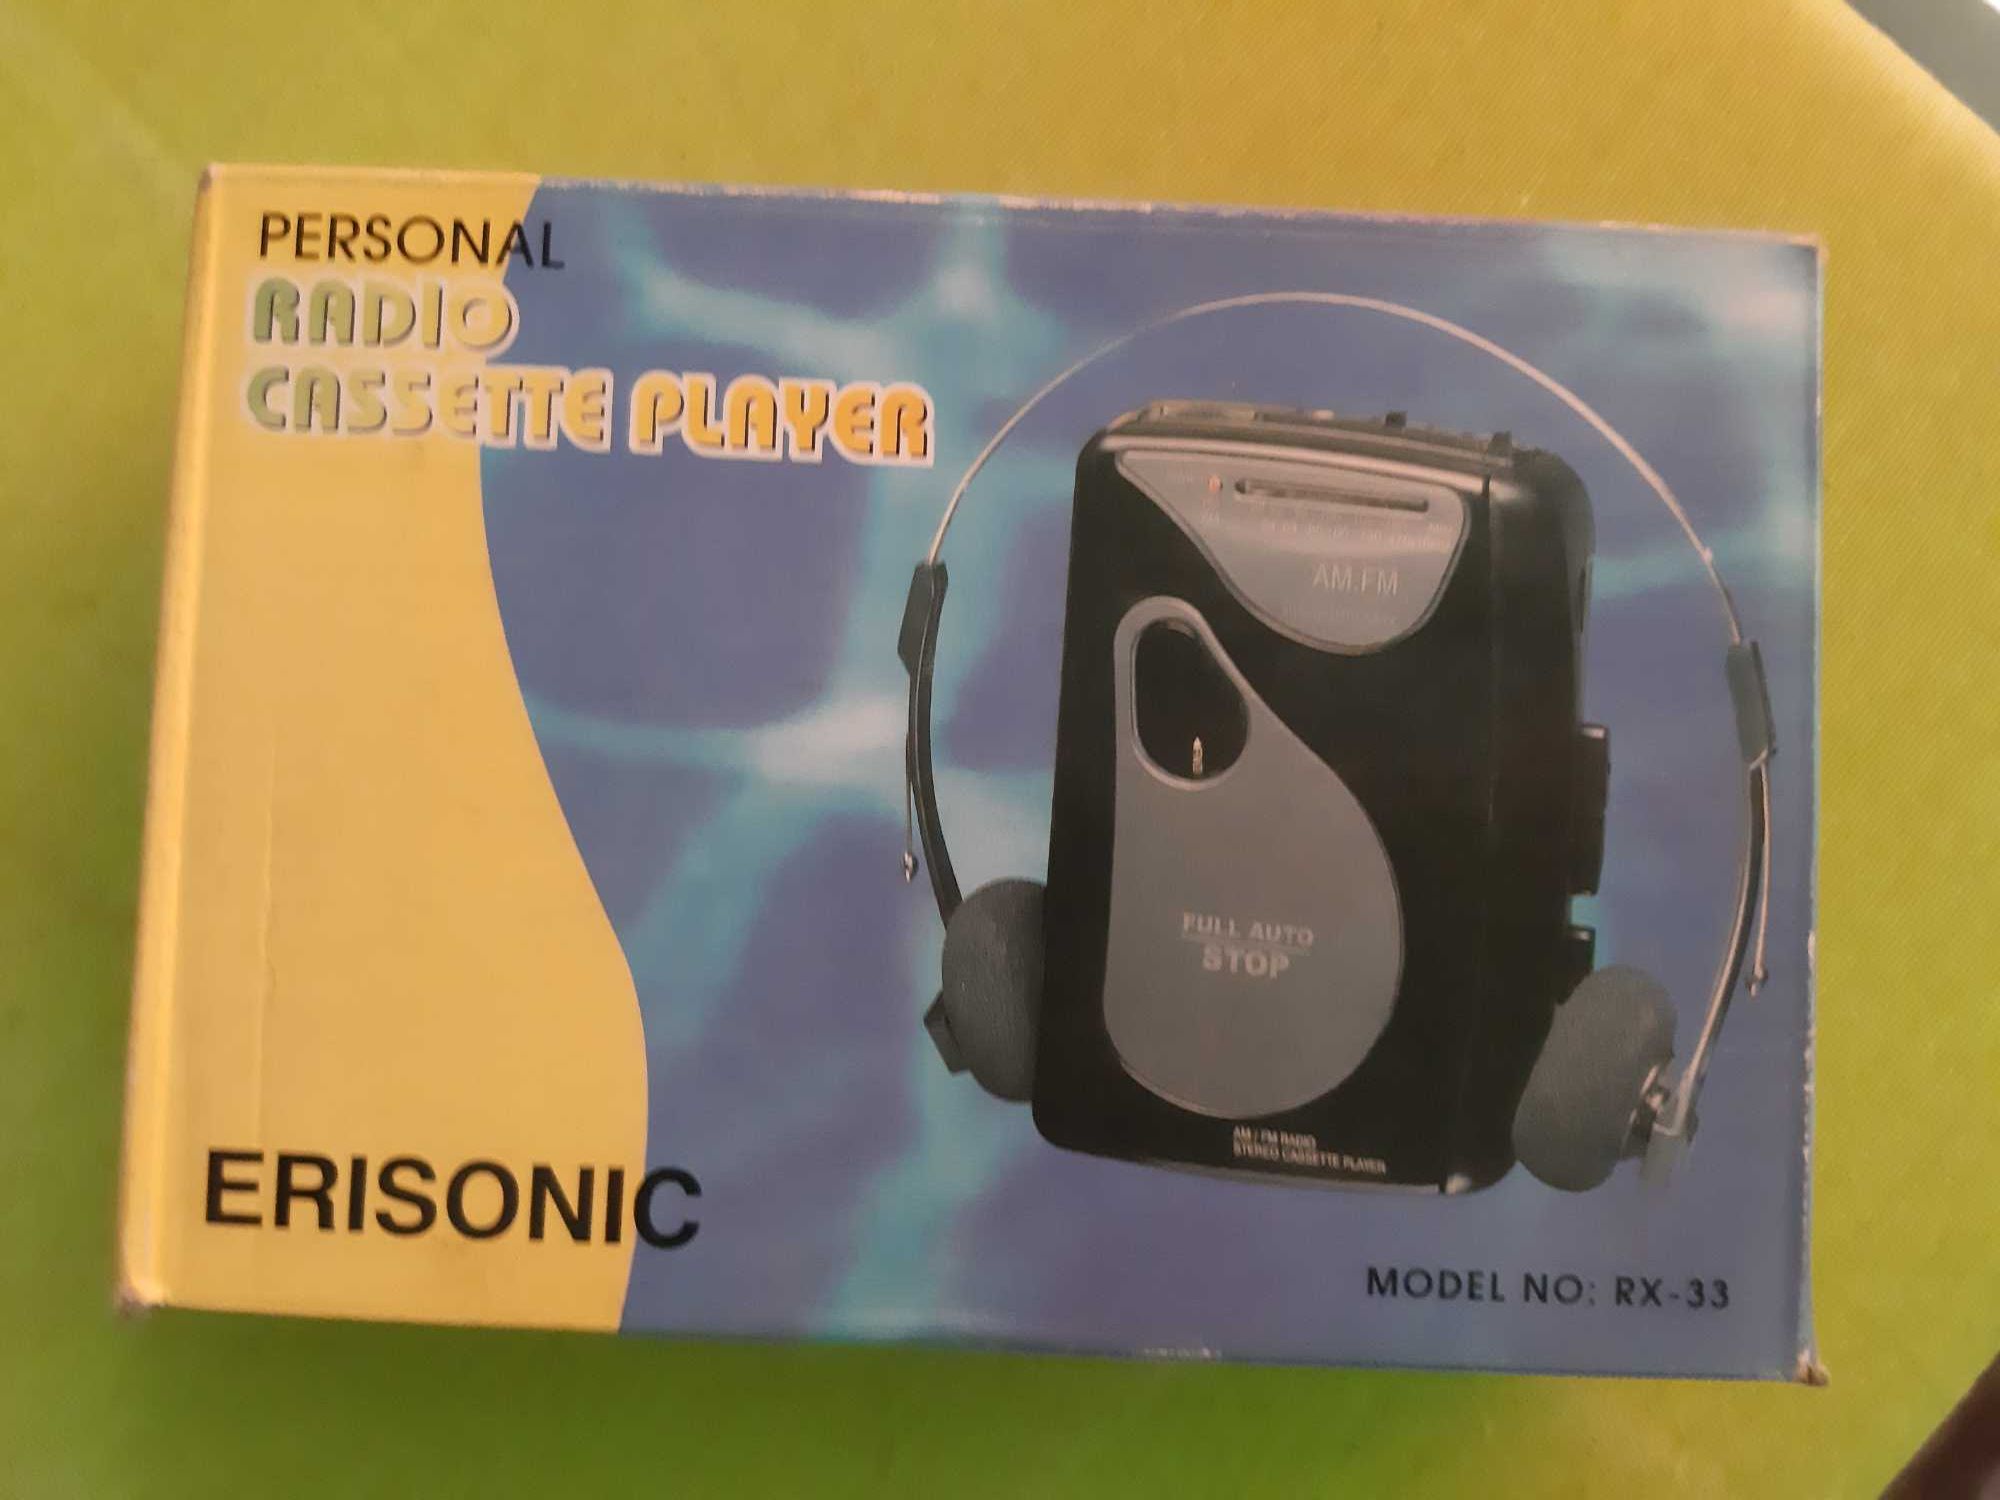 PERSONAL
RADIO
CASSETTE PLAYER
AM.FM
FULL AUTO
STOP
AM / FM RADIO
STEREO CASSETTE PLAYER
ERISONIC
MODEL NO: RX-33